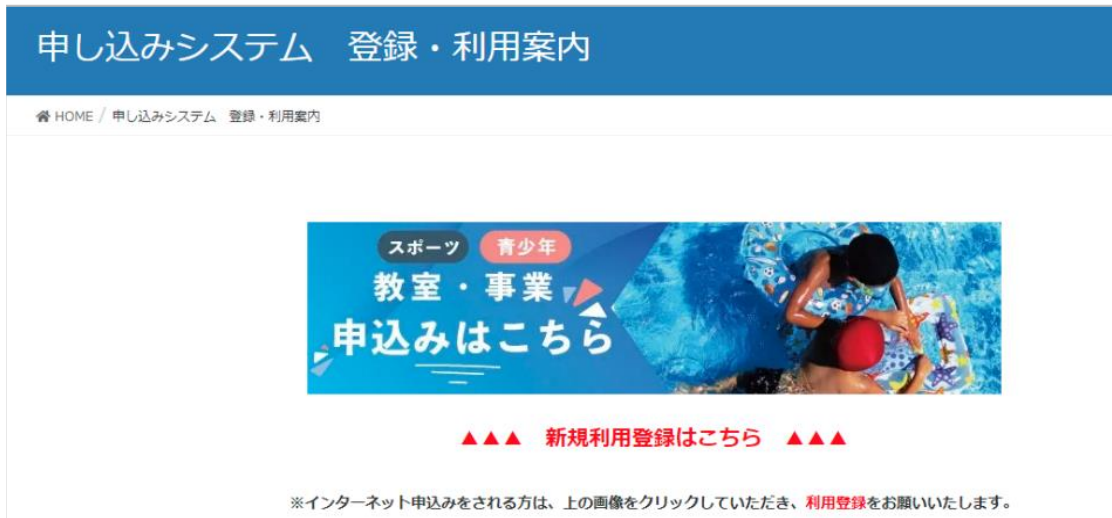 申し込みシステム　登録・利用案内
HOME / 申し込みシステム　登録・利用案内
スポーツ 青少年
教室・事業
申込みはこちら
▲▲▲　新規利用登録はこちら　▲▲▲
※インターネット申込みをされる方は、上の画像をクリックしていただき、利用登録をお願いいたします。